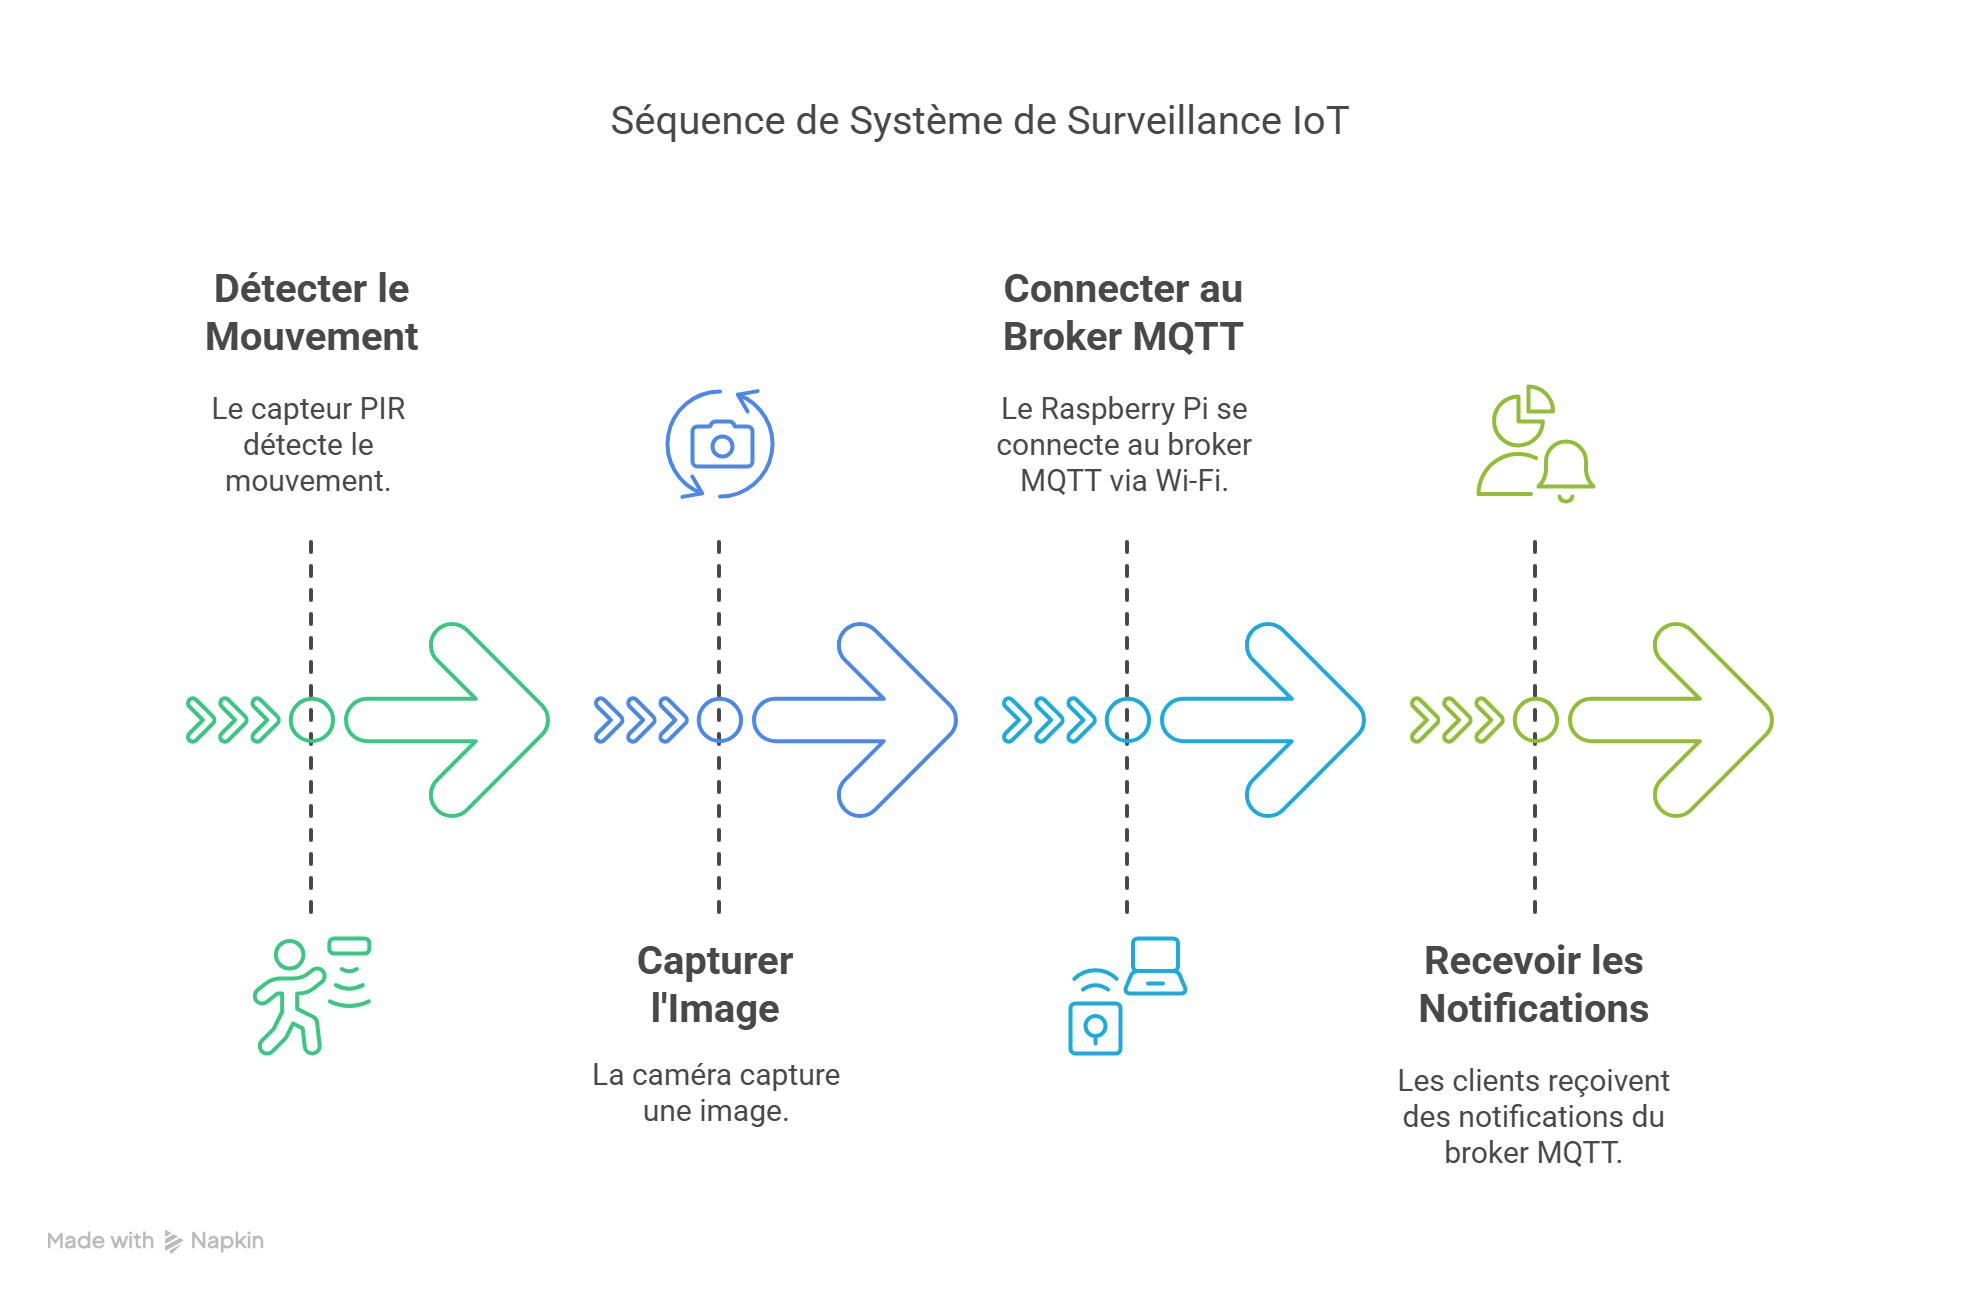 Séquence de Système de Surveillance IoT
Détecter le
Mouvement
Le capteur PIR
détecte le
mouvement.
Capturer
l'Image
La caméra capture
une image.
Connecter au
Broker MQTT
Le Raspberry Pi se
connecte au broker
MQTT via Wi-Fi.
Recevoir les
Notifications
Les clients reçoivent
des notifications du
broker MQTT.
Made with Napkin